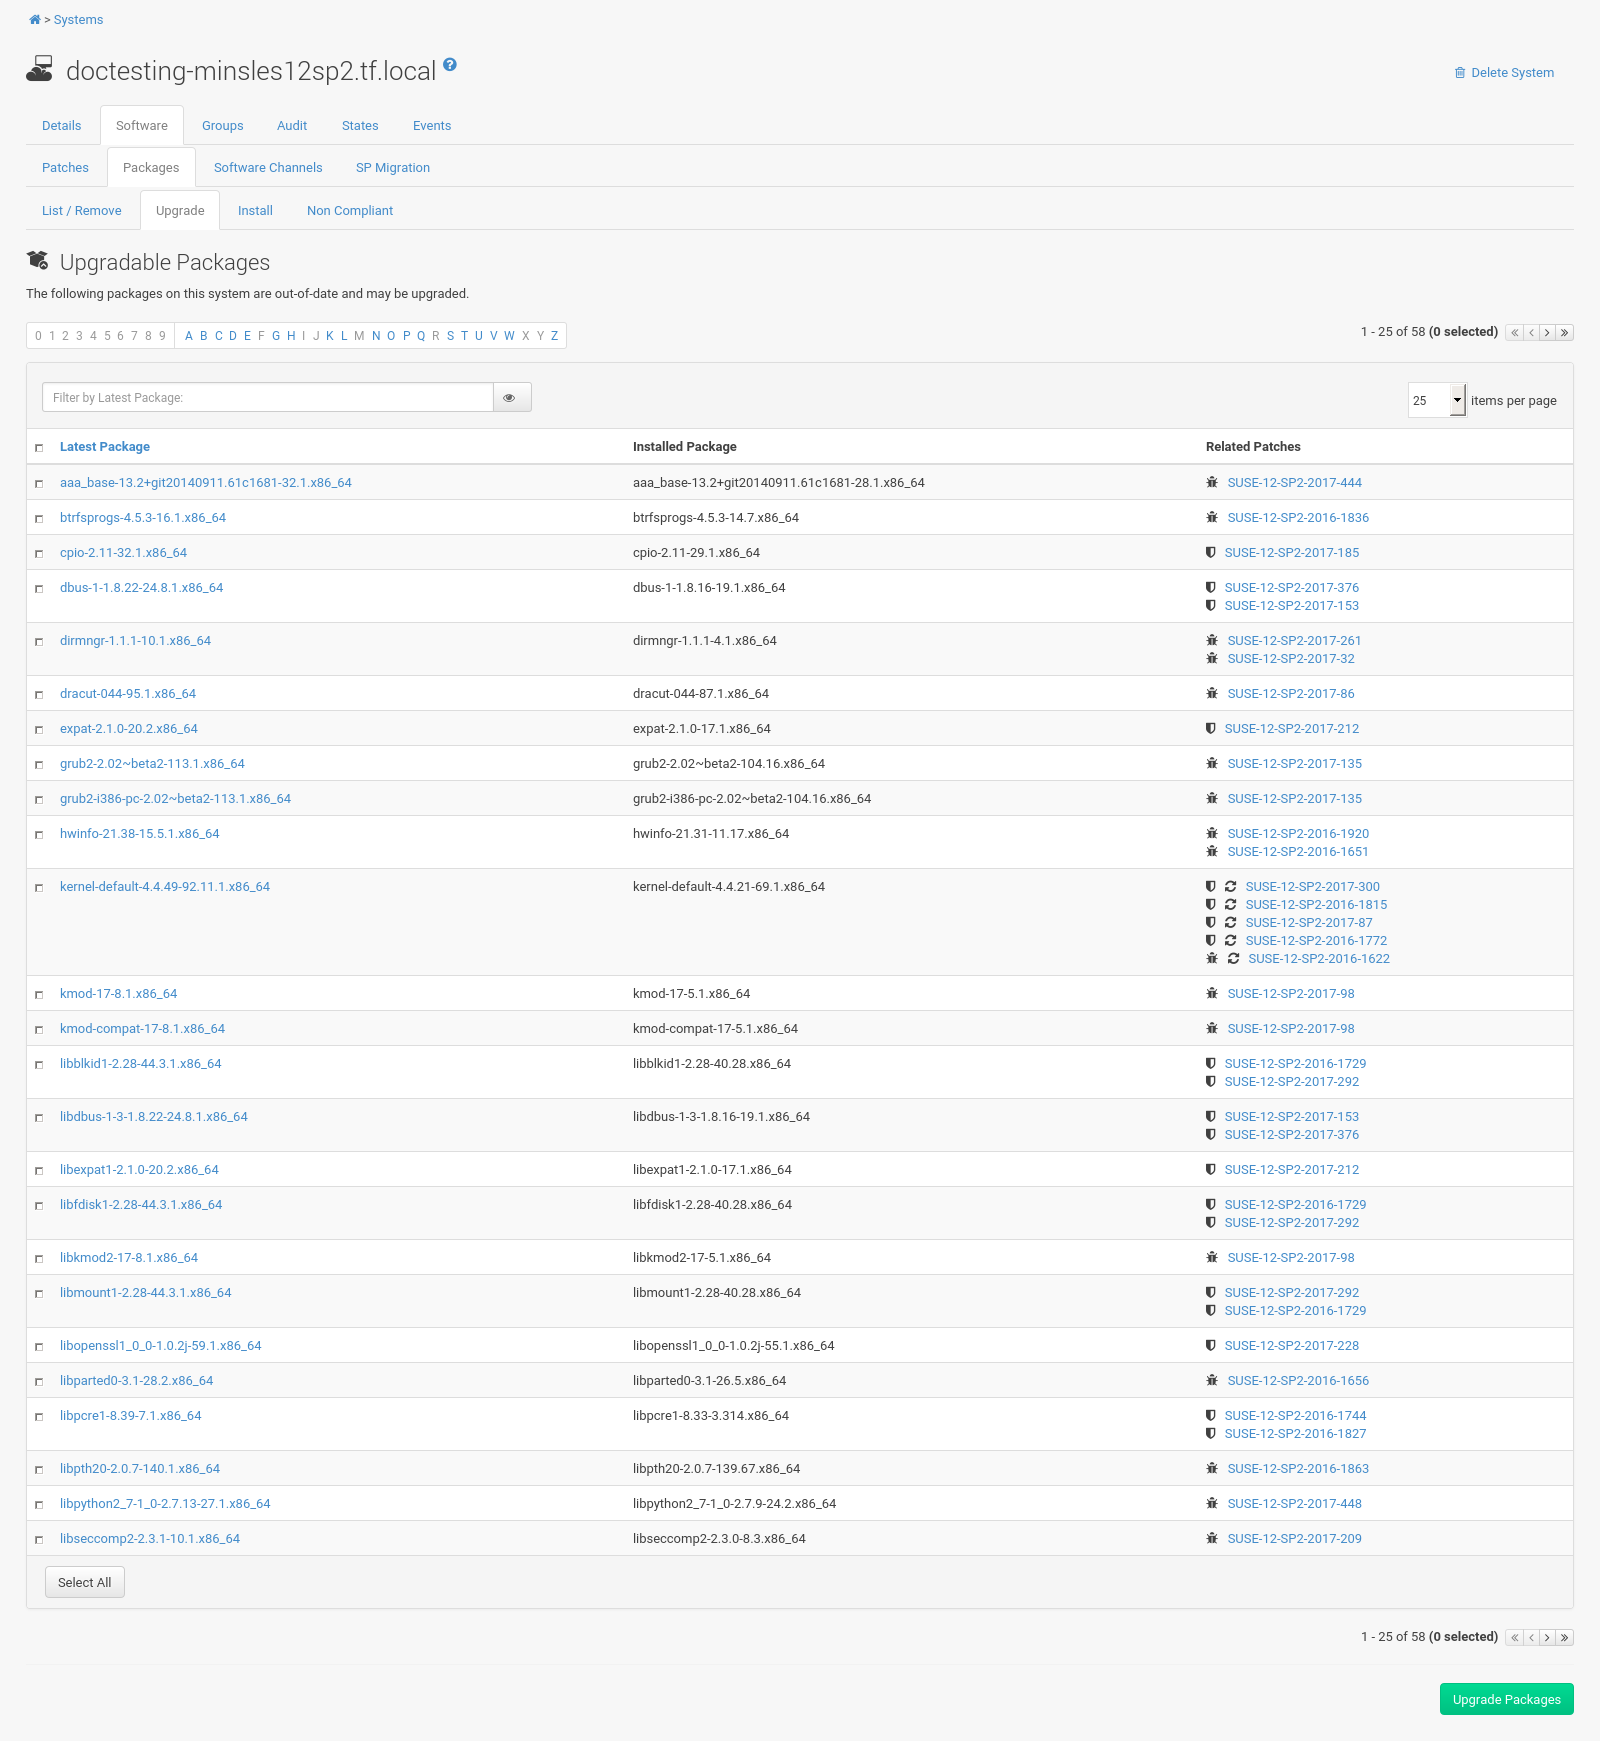 > Systems
doctesting-minsles12sp2.tf.local
Delete System
Details Software Groups Audit States Events
Patches Packages Software Channels SP Migration
List / Remove Upgrade Install Non Compliant
Upgradable Packages
The following packages on this system are out-of-date and may be upgraded.
0 1 2 3 4 5 6 7 8 9 A B C D E F G H I J K L M N O P Q R S T U V W X Y Z
1 - 25 of 58 (0 selected)
Filter by Latest Package:
25 items per page
Latest Package Installed Package Related Patches
aaa_base-13.2+git20140911.61c1681-32.1.x86_64 aaa_base-13.2+git20140911.61c1681-28.1.x86_64 SUSE-12-SP2-2017-444
btrfsprogs-4.5.3-16.1.x86_64 btrfsprogs-4.5.3-14.7.x86_64 SUSE-12-SP2-2016-1836
cpio-2.11-32.1.x86_64 cpio-2.11-29.1.x86_64 SUSE-12-SP2-2017-185
dbus-1-1.8.22-24.8.1.x86_64 dbus-1-1.8.16-19.1.x86_64 SUSE-12-SP2-2017-376
SUSE-12-SP2-2017-153
dirmngr-1.1.1-10.1.x86_64 dirmngr-1.1.1-4.1.x86_64 SUSE-12-SP2-2017-261
SUSE-12-SP2-2017-32
dracut-044-95.1.x86_64 dracut-044-87.1.x86_64 SUSE-12-SP2-2017-86
expat-2.1.0-20.2.x86_64 expat-2.1.0-17.1.x86_64 SUSE-12-SP2-2017-212
grub2-2.02~beta2-113.1.x86_64 grub2-2.02~beta2-104.16.x86_64 SUSE-12-SP2-2017-135
grub2-i386-pc-2.02~beta2-113.1.x86_64 grub2-i386-pc-2.02~beta2-104.16.x86_64 SUSE-12-SP2-2017-135
hwinfo-21.38-15.5.1.x86_64 hwinfo-21.31-11.17.x86_64 SUSE-12-SP2-2016-1920
SUSE-12-SP2-2016-1651
kernel-default-4.4.49-92.11.1.x86_64 kernel-default-4.4.21-69.1.x86_64 SUSE-12-SP2-2017-300
SUSE-12-SP2-2016-1815
SUSE-12-SP2-2017-87
SUSE-12-SP2-2016-1772
SUSE-12-SP2-2016-1622
kmod-17-8.1.x86_64 kmod-17-5.1.x86_64 SUSE-12-SP2-2017-98
kmod-compat-17-8.1.x86_64 kmod-compat-17-5.1.x86_64 SUSE-12-SP2-2017-98
libblkid1-2.28-44.3.1.x86_64 libblkid1-2.28-40.28.x86_64 SUSE-12-SP2-2016-1729
SUSE-12-SP2-2017-292
libdbus-1-3-1.8.22-24.8.1.x86_64 libdbus-1-3-1.8.16-19.1.x86_64 SUSE-12-SP2-2017-153
SUSE-12-SP2-2017-376
libexpat1-2.1.0-20.2.x86_64 libexpat1-2.1.0-17.1.x86_64 SUSE-12-SP2-2017-212
libfdisk1-2.28-44.3.1.x86_64 libfdisk1-2.28-40.28.x86_64 SUSE-12-SP2-2016-1729
SUSE-12-SP2-2017-292
libkmod2-17-8.1.x86_64 libkmod2-17-5.1.x86_64 SUSE-12-SP2-2017-98
libmount1-2.28-44.3.1.x86_64 libmount1-2.28-40.28.x86_64 SUSE-12-SP2-2017-292
SUSE-12-SP2-2016-1729
libopenssl1_0_0-1.0.2j-59.1.x86_64 libopenssl1_0_0-1.0.2j-55.1.x86_64 SUSE-12-SP2-2017-228
libparted0-3.1-28.2.x86_64 libparted0-3.1-26.5.x86_64 SUSE-12-SP2-2016-1656
libpcre1-8.39-7.1.x86_64 libpcre1-8.33-3.314.x86_64 SUSE-12-SP2-2016-1744
SUSE-12-SP2-2016-1827
libpth20-2.0.7-140.1.x86_64 libpth20-2.0.7-139.67.x86_64 SUSE-12-SP2-2016-1863
libpython2_7-1_0-2.7.13-27.1.x86_64 libpython2_7-1_0-2.7.9-24.2.x86_64 SUSE-12-SP2-2017-448
libseccomp2-2.3.1-10.1.x86_64 libseccomp2-2.3.0-8.3.x86_64 SUSE-12-SP2-2017-209
Select All
1 - 25 of 58 (0 selected)
Upgrade Packages